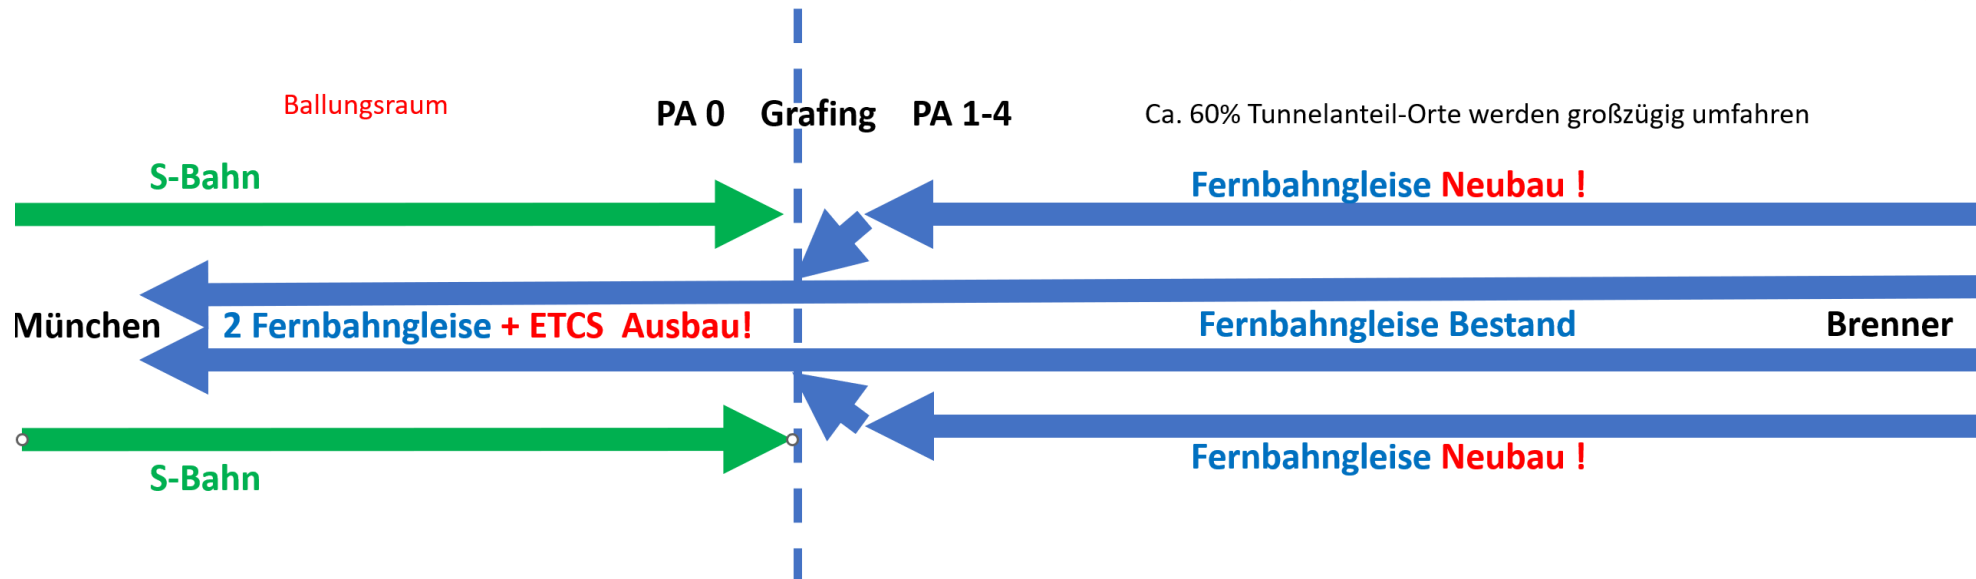 Ballungsraum
PA 0 Grafing PA 1-4
Ca. 60% Tunnelanteil-Orte werden großzügig umfahren
S-Bahn
Fernbahngleise Neubau !
München
2 Fernbahngleise + ETCS Ausbau!
Fernbahngleise Bestand
Brenner
S-Bahn
Fernbahngleise Neubau !